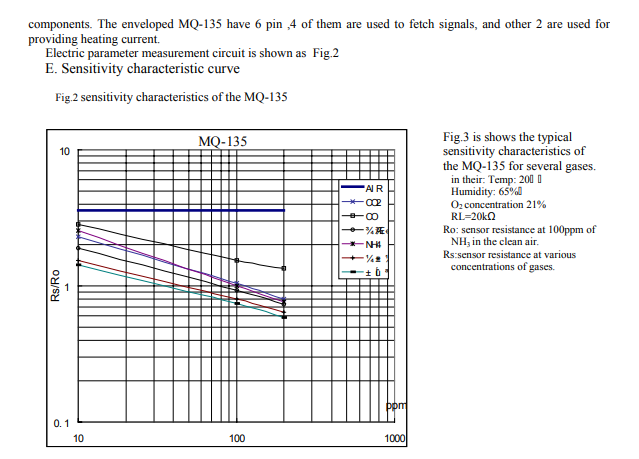 components. The enveloped MQ-135 have 6 pin ,4 of them are used to fetch signals, and other 2 are used for
providing heating current.
Electric parameter measurement circuit is shown as Fig.2
E. Sensitivity characteristic curve
Fig.2 sensitivity characteristics of the MQ-135
MQ-135
10
1
0.1
Rs/Ro
10
100
1000
ppm
AIR
CO2
CO
NH4
Fig.3 is shows the typical
sensitivity characteristics of
the MQ-135 for several gases.
in their: Temp: 20
Humidity: 65%
O₂ concentration 21%
RL=20kΩ
Ro: sensor resistance at 100ppm of
NH₃ in the clean air.
Rs:sensor resistance at various
concentrations of gases.